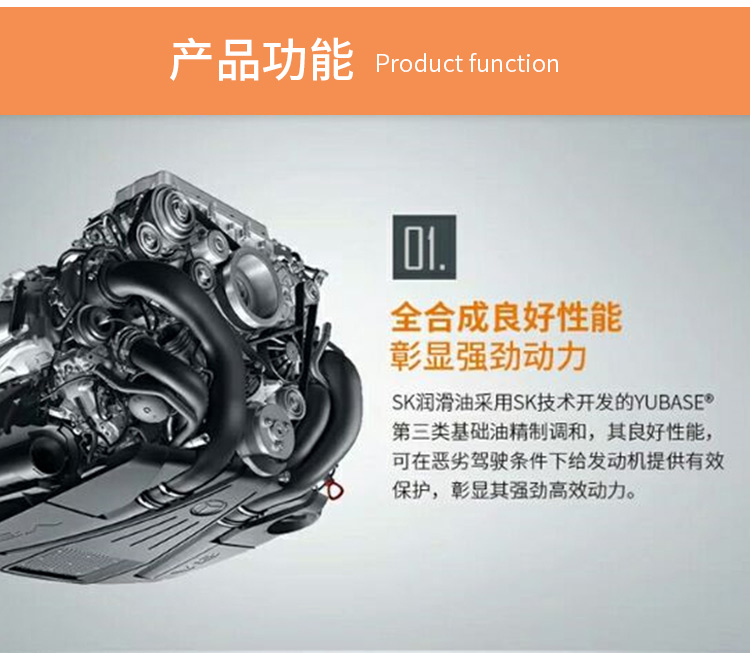 产品功能 Product function
01.
全合成良好性能
彰显强劲动力
SK润滑油采用SK技术开发的YUBASE®
第三类基础油精制调和，其良好性能，
可在恶劣驾驶条件下给发动机提供有效
保护，彰显其强劲高效动力。